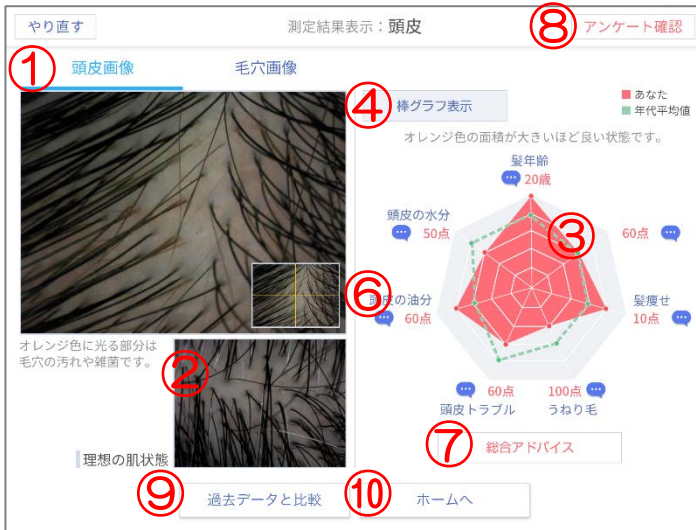 やり直す
測定結果表示：頭皮
⑧ アンケート確認
① 頭皮画像
毛穴画像
④ 棒グラフ表示
あなた
年代平均値
オレンジ色の面積が大きいほど良い状態です。
髪年齢
20歳
③
頭皮の水分
50点
60点
⑥
頭皮の油分
60点
髪痩せ
10点
オレンジ色に光る部分は
毛穴の汚れや雑菌です。
②
60点
頭皮トラブル
100点
うねり毛
⑦ 総合アドバイス
理想の肌状態
⑨ 過去データと比較
⑩ ホームへ